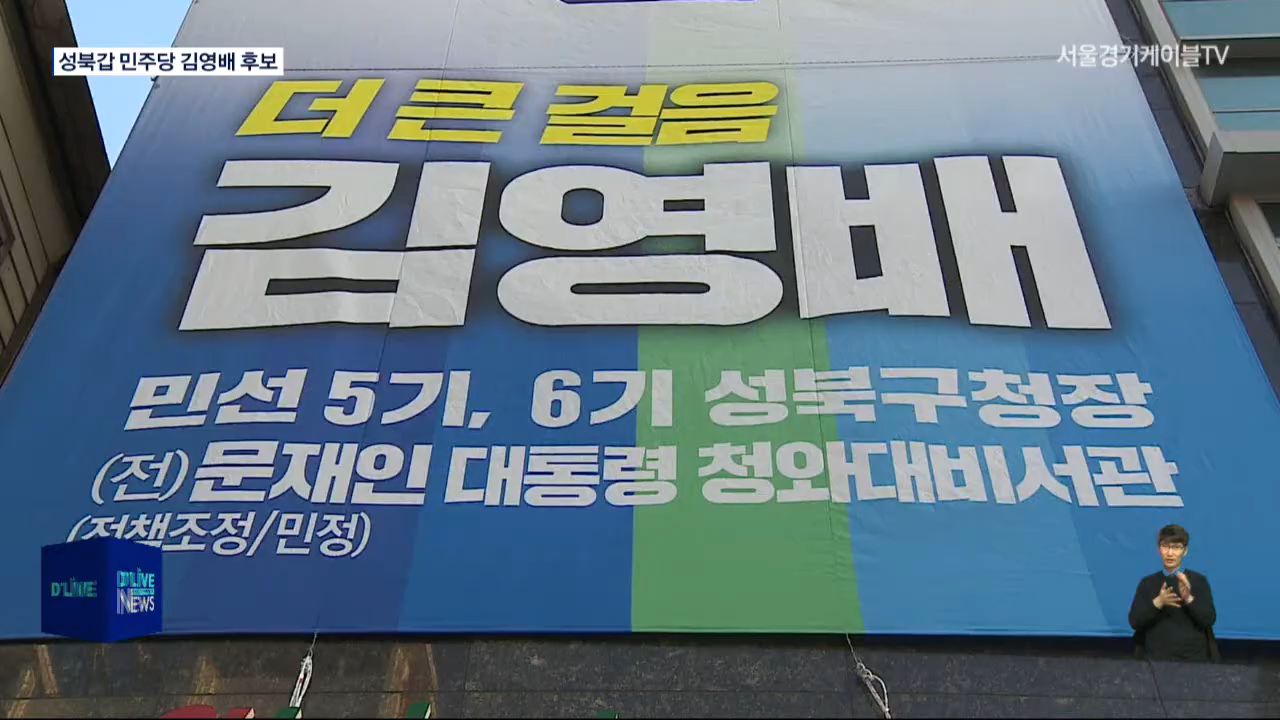 성북갑 민주당 김영배 후보
서울경기케이블TV
더 큰 걸음
김영배
민선 5기, 6기 성북구청장
(전)문재인 대통령 청와대비서관
(정책조정/민정)
D'LIVE
D'LIVE
NEWS